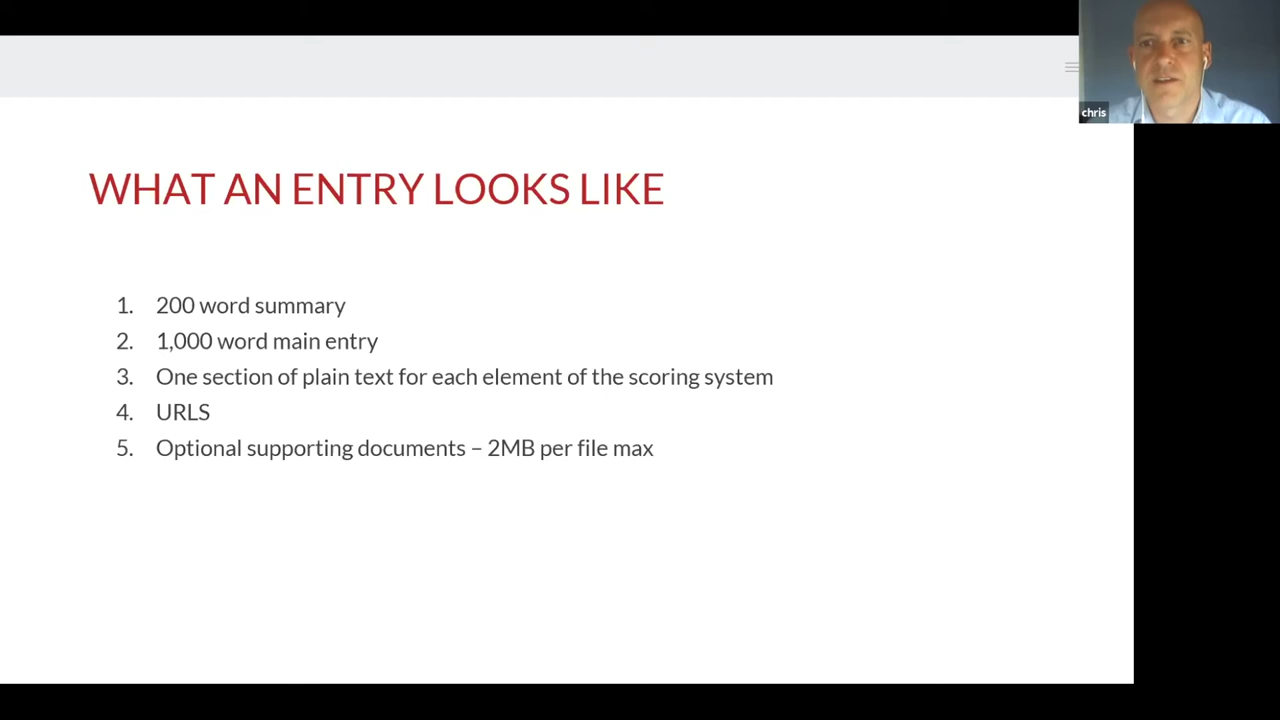 chris
WHAT AN ENTRY LOOKS LIKE
1. 200 word summary
2. 1,000 word main entry
3. One section of plain text for each element of the scoring system
4. URLS
5. Optional supporting documents – 2MB per file max